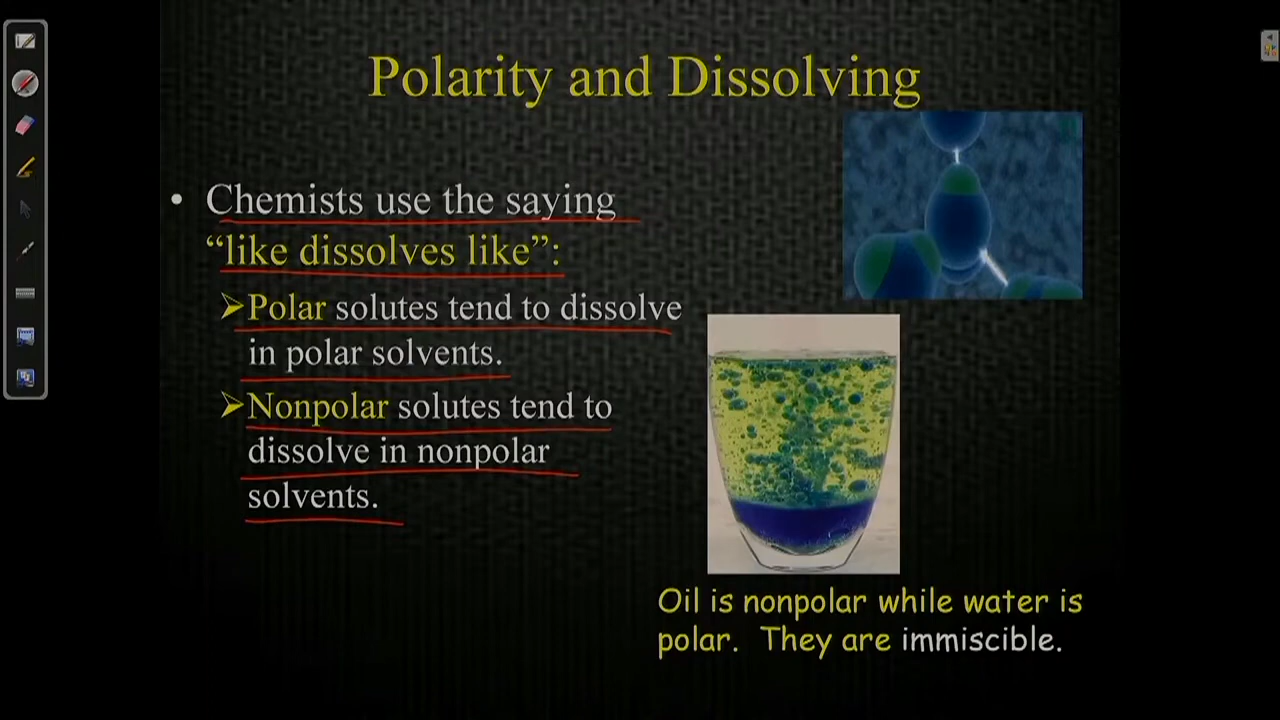 Polarity and Dissolving
• Chemists use the saying
“like dissolves like”:
➢Polar solutes tend to dissolve
in polar solvents.
➢Nonpolar solutes tend to
dissolve in nonpolar
solvents.
Oil is nonpolar while water is
polar.  They are immiscible.